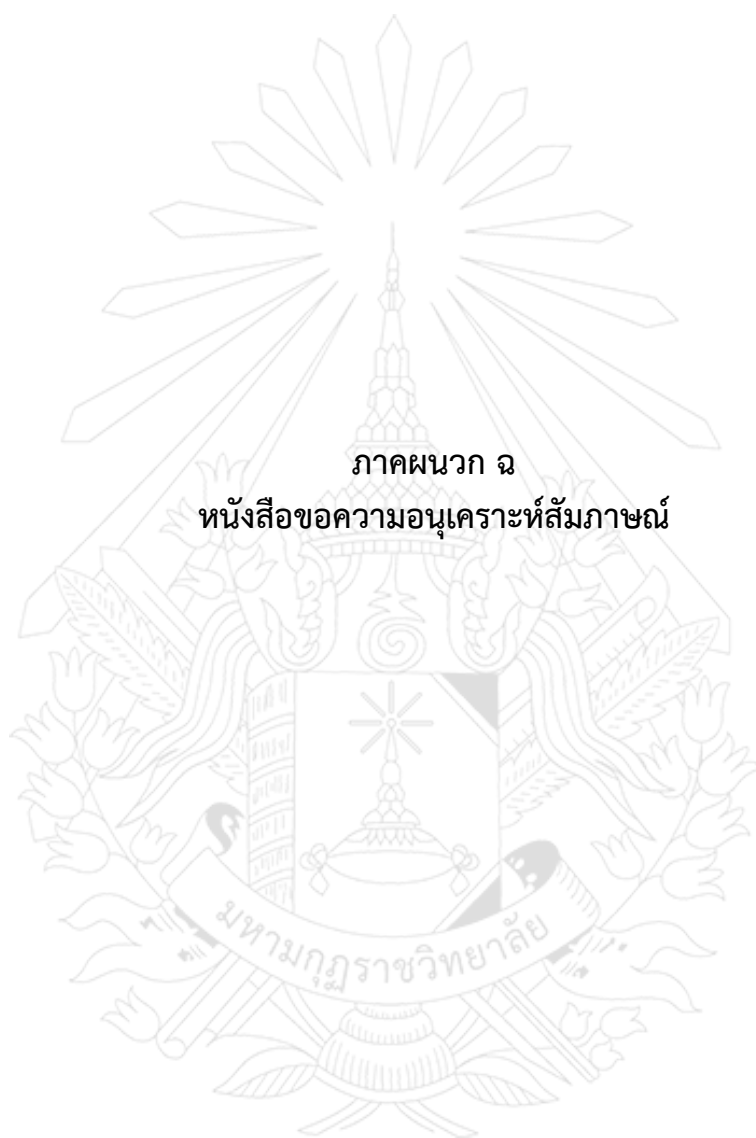 ภาคผนวก ฉ
หนังสือขอความอนุเคราะห์สัมภาษณ์
มหามกุฏราชวิทยาลัย